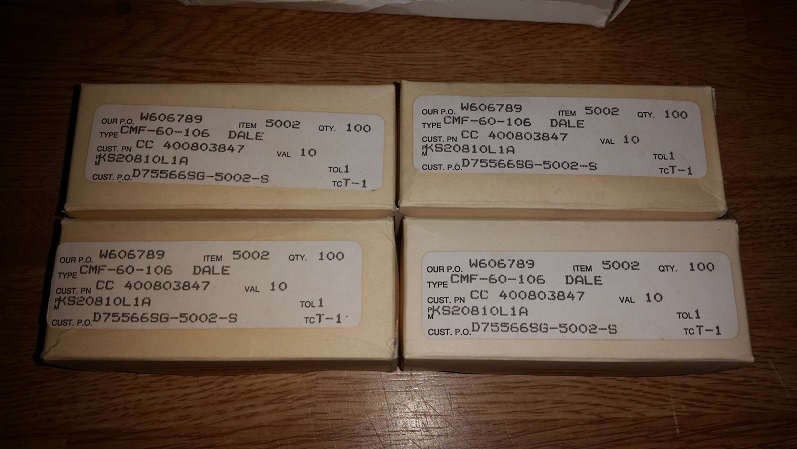 OUR P.O. W606789 ITEM 5002 QTY. 100
TYPE CMF-60-106 DALE
CUST. PN CC 400803847 VAL 10
P/M KS20810L1A TOL 1
CUST. P.O. D75566SG-5002-S TC T-1
OUR P.O. W606789 ITEM 5002 QTY. 100
TYPE CMF-60-106 DALE
CUST. PN CC 400803847 VAL 10
P/M KS20810L1A TOL 1
CUST. P.O. D75566SG-5002-S TC T-1
OUR P.O. W606789 ITEM 5002 QTY. 100
TYPE CMF-60-106 DALE
CUST. PN CC 400803847 VAL 10
P/M KS20810L1A TOL 1
CUST. P.O. D75566SG-5002-S TC T-1
OUR P.O. W606789 ITEM 5002 QTY. 100
TYPE CMF-60-106 DALE
CUST. PN CC 400803847 VAL 10
P/M KS20810L1A TOL 1
CUST. P.O. D75566SG-5002-S TC T-1